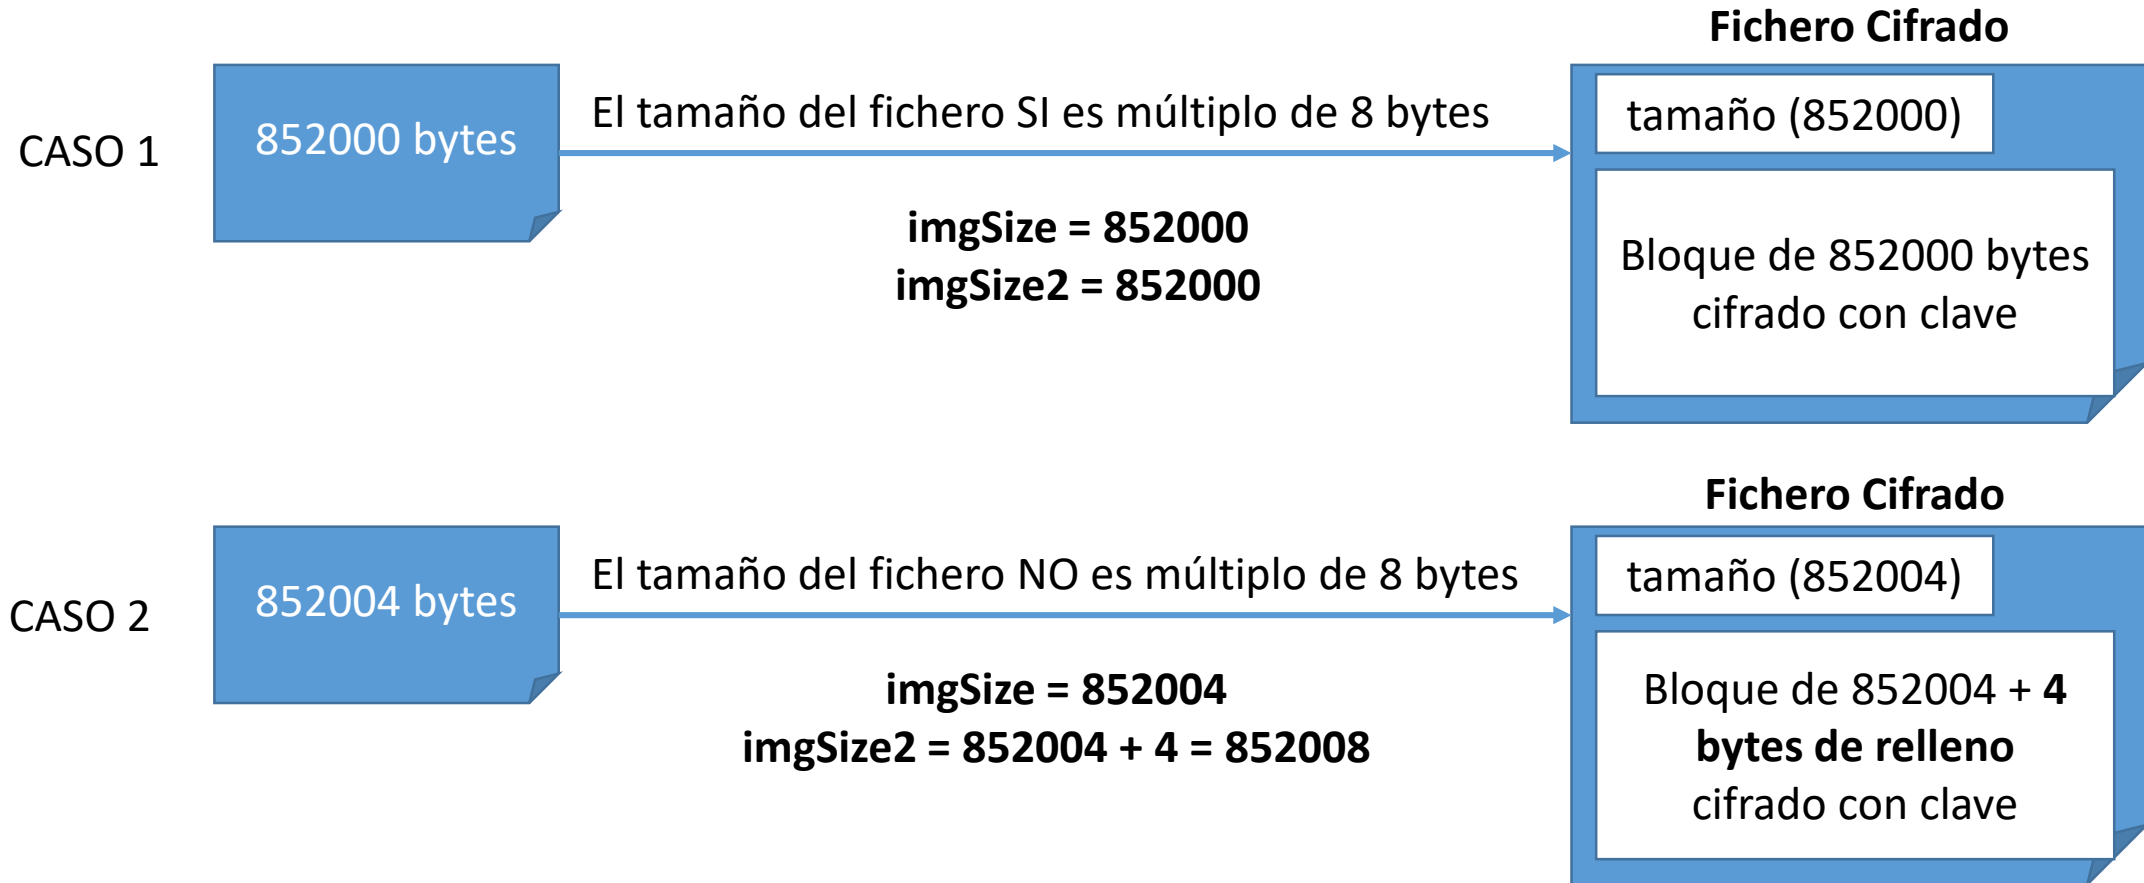 Fichero Cifrado
CASO 1
852000 bytes
El tamaño del fichero SI es múltiplo de 8 bytes
imgSize = 852000
imgSize2 = 852000
tamaño (852000)
Bloque de 852000 bytes
cifrado con clave
Fichero Cifrado
CASO 2
852004 bytes
El tamaño del fichero NO es múltiplo de 8 bytes
imgSize = 852004
imgSize2 = 852004 + 4 = 852008
tamaño (852004)
Bloque de 852004 + 4
bytes de relleno
cifrado con clave